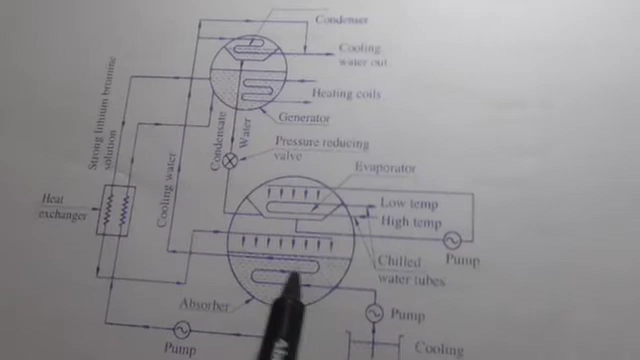 Condenser
Cooling
water out
Heating coils
Generator
Strong lithium bromine
solution
Condensate
Water
Pressure reducing
valve
Evaporator
Cooling water
Heat
exchanger
Low temp
High temp
Pump
Chilled
water tubes
Absorber
Pump
Pump
Cooling